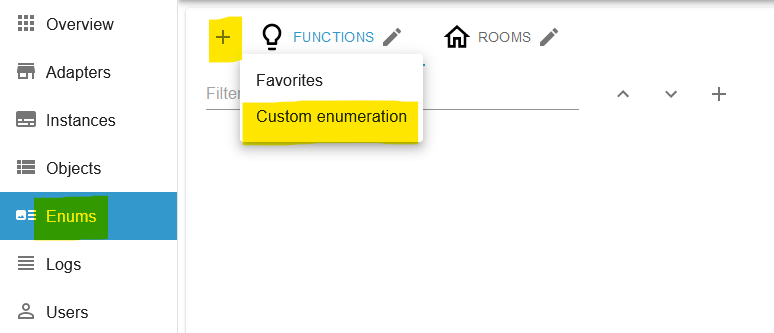 Overview
Adapters
Instances
Objects
Enums
Logs
Users
FUNCTIONS
ROOMS
Filter
Favorites
Custom enumeration